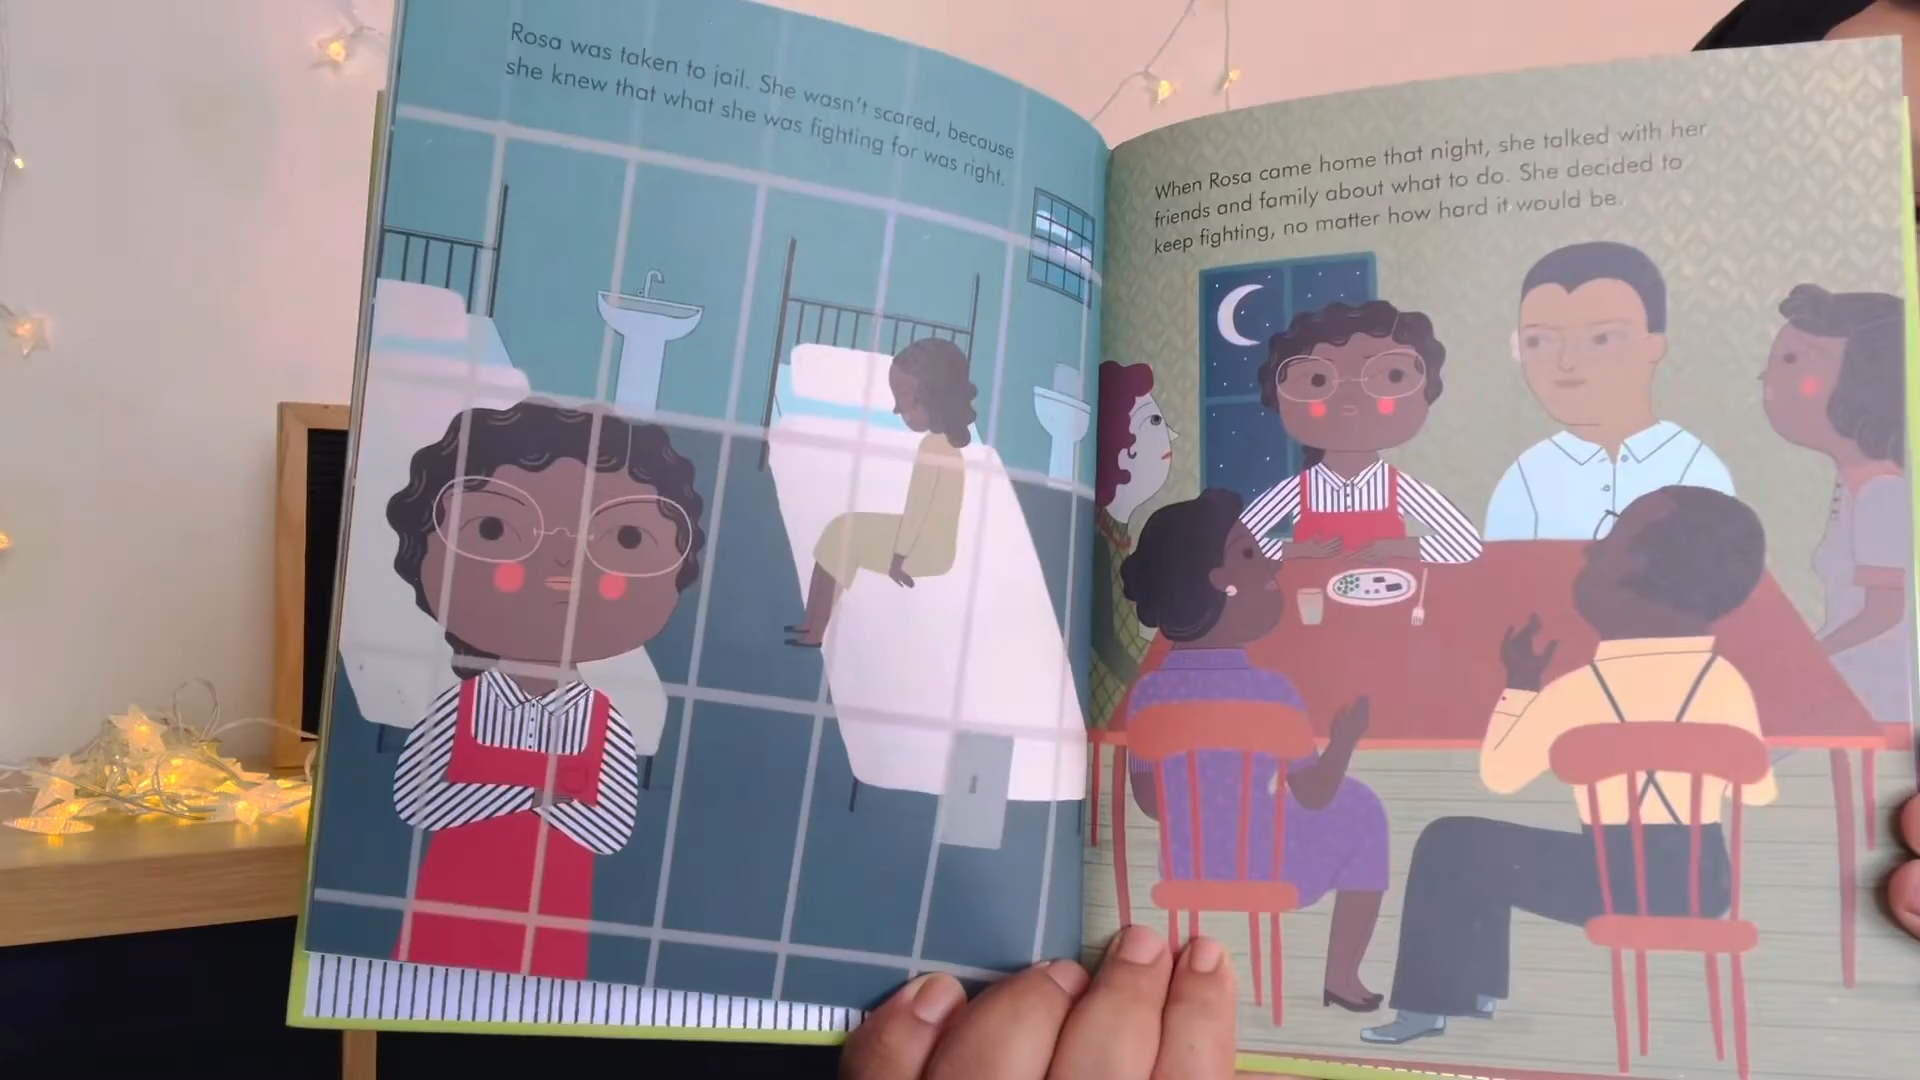 Rosa was taken to jail. She wasn't scared, because
she knew that what she was fighting for was right.
When Rosa came home that night, she talked with her
friends and family about what to do. She decided to
keep fighting, no matter how hard it would be.